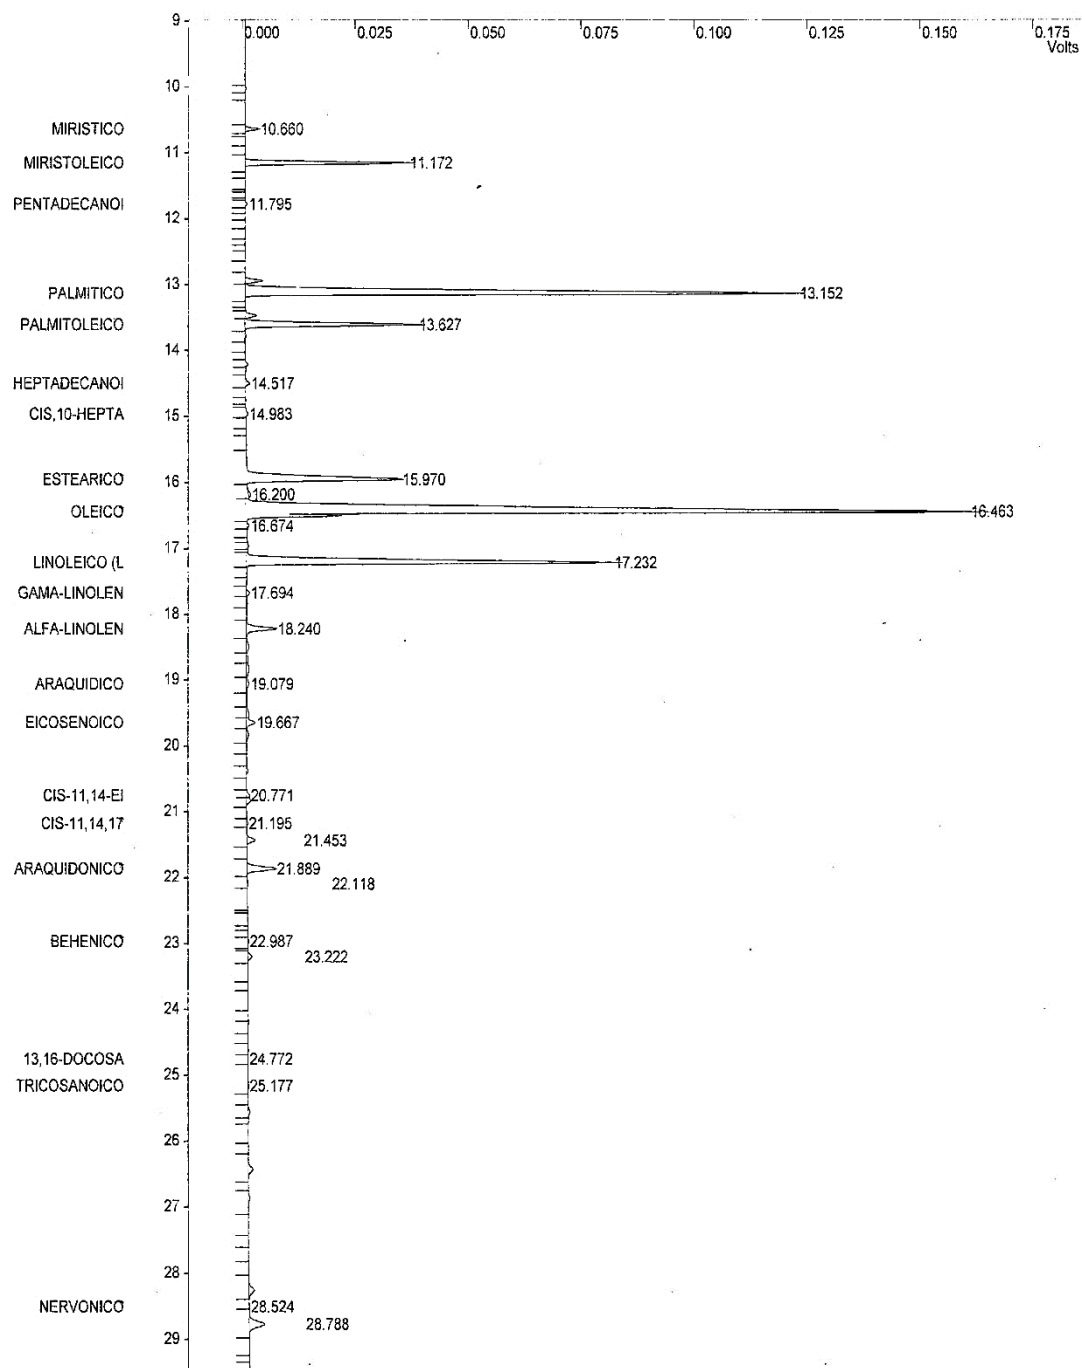 9
0.000 0.025 0.050 0.075 0.100 0.125 0.150 0.175
Volts
10
MIRISTICO 10.660
11
MIRISTOLEICO 11.172
PENTADECANOI 11.795
12
13
PALMITICO 13.152
PALMITOLEICO 13.627
14
HEPTADECANOI 14.517
CIS,10-HEPTA 15 14.983
ESTEARICO 15.970
16
16.200
OLEICO 16.463
16.674
17
LINOLEICO (L 17.232
GAMA-LINOLEN 17.694
18
ALFA-LINOLEN 18.240
ARAQUIDICO 19 19.079
EICOSENOICO 19.667
20
CIS-11,14-EI 20.771
21
CIS-11,14,17 21.195
21.453
ARAQUIDONICO 21.889
22
22.118
BEHENICO 23 22.987
23.222
24
13,16-DOCOSA 24.772
25
TRICOSANOICO 25.177
26
27
28
NERVONICO 28.524
28.788
29